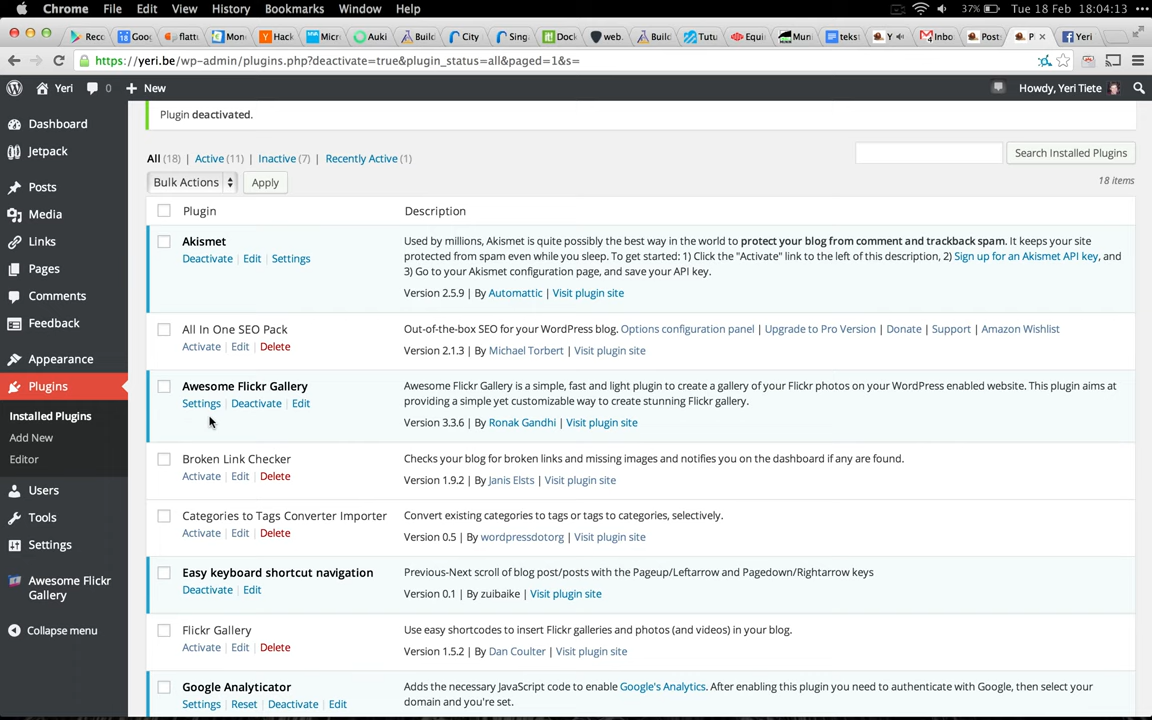 Chrome File Edit View History Bookmarks Window Help 37% Tue 18 Feb 18:04:13
Reco Goo flatt Mon Hack Micr Auki Build City Sing Dock web. Build Tutu Equi Mun tekst Y Inbo Post P Yeri
https://yeri.be/wp-admin/plugins.php?deactivate=true&plugin_status=all&paged=1&s=
Yeri 0 New Howdy, Yeri Tiete
Plugin deactivated.
Dashboard
Jetpack
Posts
Media
Links
Pages
Comments
Feedback
Appearance
Plugins
Installed Plugins
Add New
Editor
Users
Tools
Settings
Awesome Flickr
Gallery
Collapse menu
All (18) | Active (11) | Inactive (7) | Recently Active (1)
Search Installed Plugins
Bulk Actions Apply
18 items
Plugin Description
Akismet
Deactivate | Edit | Settings
Used by millions, Akismet is quite possibly the best way in the world to protect your blog from comment and trackback spam. It keeps your site
protected from spam even while you sleep. To get started: 1) Click the "Activate" link to the left of this description, 2) Sign up for an Akismet API key, and
3) Go to your Akismet configuration page, and save your API key.
Version 2.5.9 | By Automattic | Visit plugin site
All In One SEO Pack
Activate | Edit | Delete
Out-of-the-box SEO for your WordPress blog. Options configuration panel | Upgrade to Pro Version | Donate | Support | Amazon Wishlist
Version 2.1.3 | By Michael Torbert | Visit plugin site
Awesome Flickr Gallery
Settings | Deactivate | Edit
Awesome Flickr Gallery is a simple, fast and light plugin to create a gallery of your Flickr photos on your WordPress enabled website. This plugin aims at
providing a simple yet customizable way to create stunning Flickr gallery.
Version 3.3.6 | By Ronak Gandhi | Visit plugin site
Broken Link Checker
Activate | Edit | Delete
Checks your blog for broken links and missing images and notifies you on the dashboard if any are found.
Version 1.9.2 | By Janis Elsts | Visit plugin site
Categories to Tags Converter Importer
Activate | Edit | Delete
Convert existing categories to tags or tags to categories, selectively.
Version 0.5 | By wordpressdotorg | Visit plugin site
Easy keyboard shortcut navigation
Deactivate | Edit
Previous-Next scroll of blog post/posts with the Pageup/Leftarrow and Pagedown/Rightarrow keys
Version 0.1 | By zuibaike | Visit plugin site
Flickr Gallery
Activate | Edit | Delete
Use easy shortcodes to insert Flickr galleries and photos (and videos) in your blog.
Version 1.5.2 | By Dan Coulter | Visit plugin site
Google Analyticator
Settings | Reset | Deactivate | Edit
Adds the necessary JavaScript code to enable Google's Analytics. After enabling this plugin you need to authenticate with Google, then select your
domain and you're set.